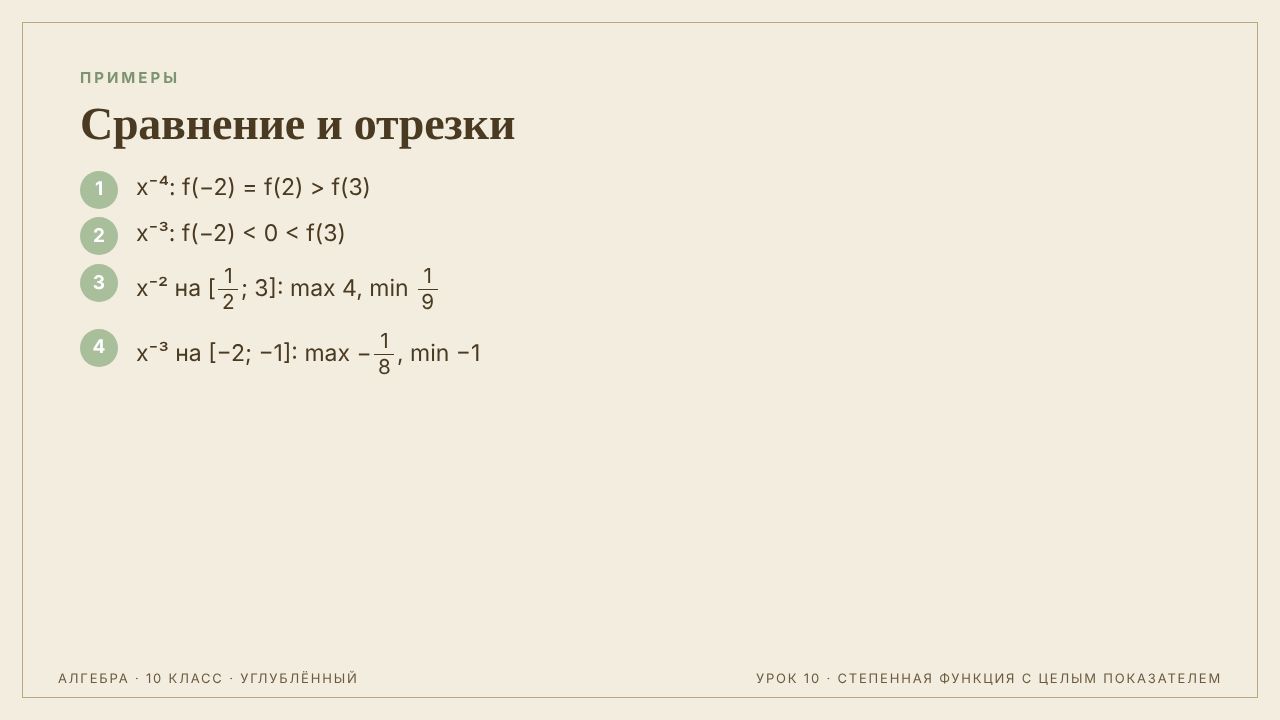 ПРИМЕРЫ
Сравнение и отрезки
1 x⁻⁴: f(−2) = f(2) > f(3)
2 x⁻³: f(−2) < 0 < f(3)
3 x⁻² на [1/2; 3]: max 4, min 1/9
4 x⁻³ на [−2; −1]: max −1/8, min −1
АЛГЕБРА · 10 КЛАСС · УГЛУБЛЁННЫЙ
УРОК 10 · СТЕПЕННАЯ ФУНКЦИЯ С ЦЕЛЫМ ПОКАЗАТЕЛЕМ